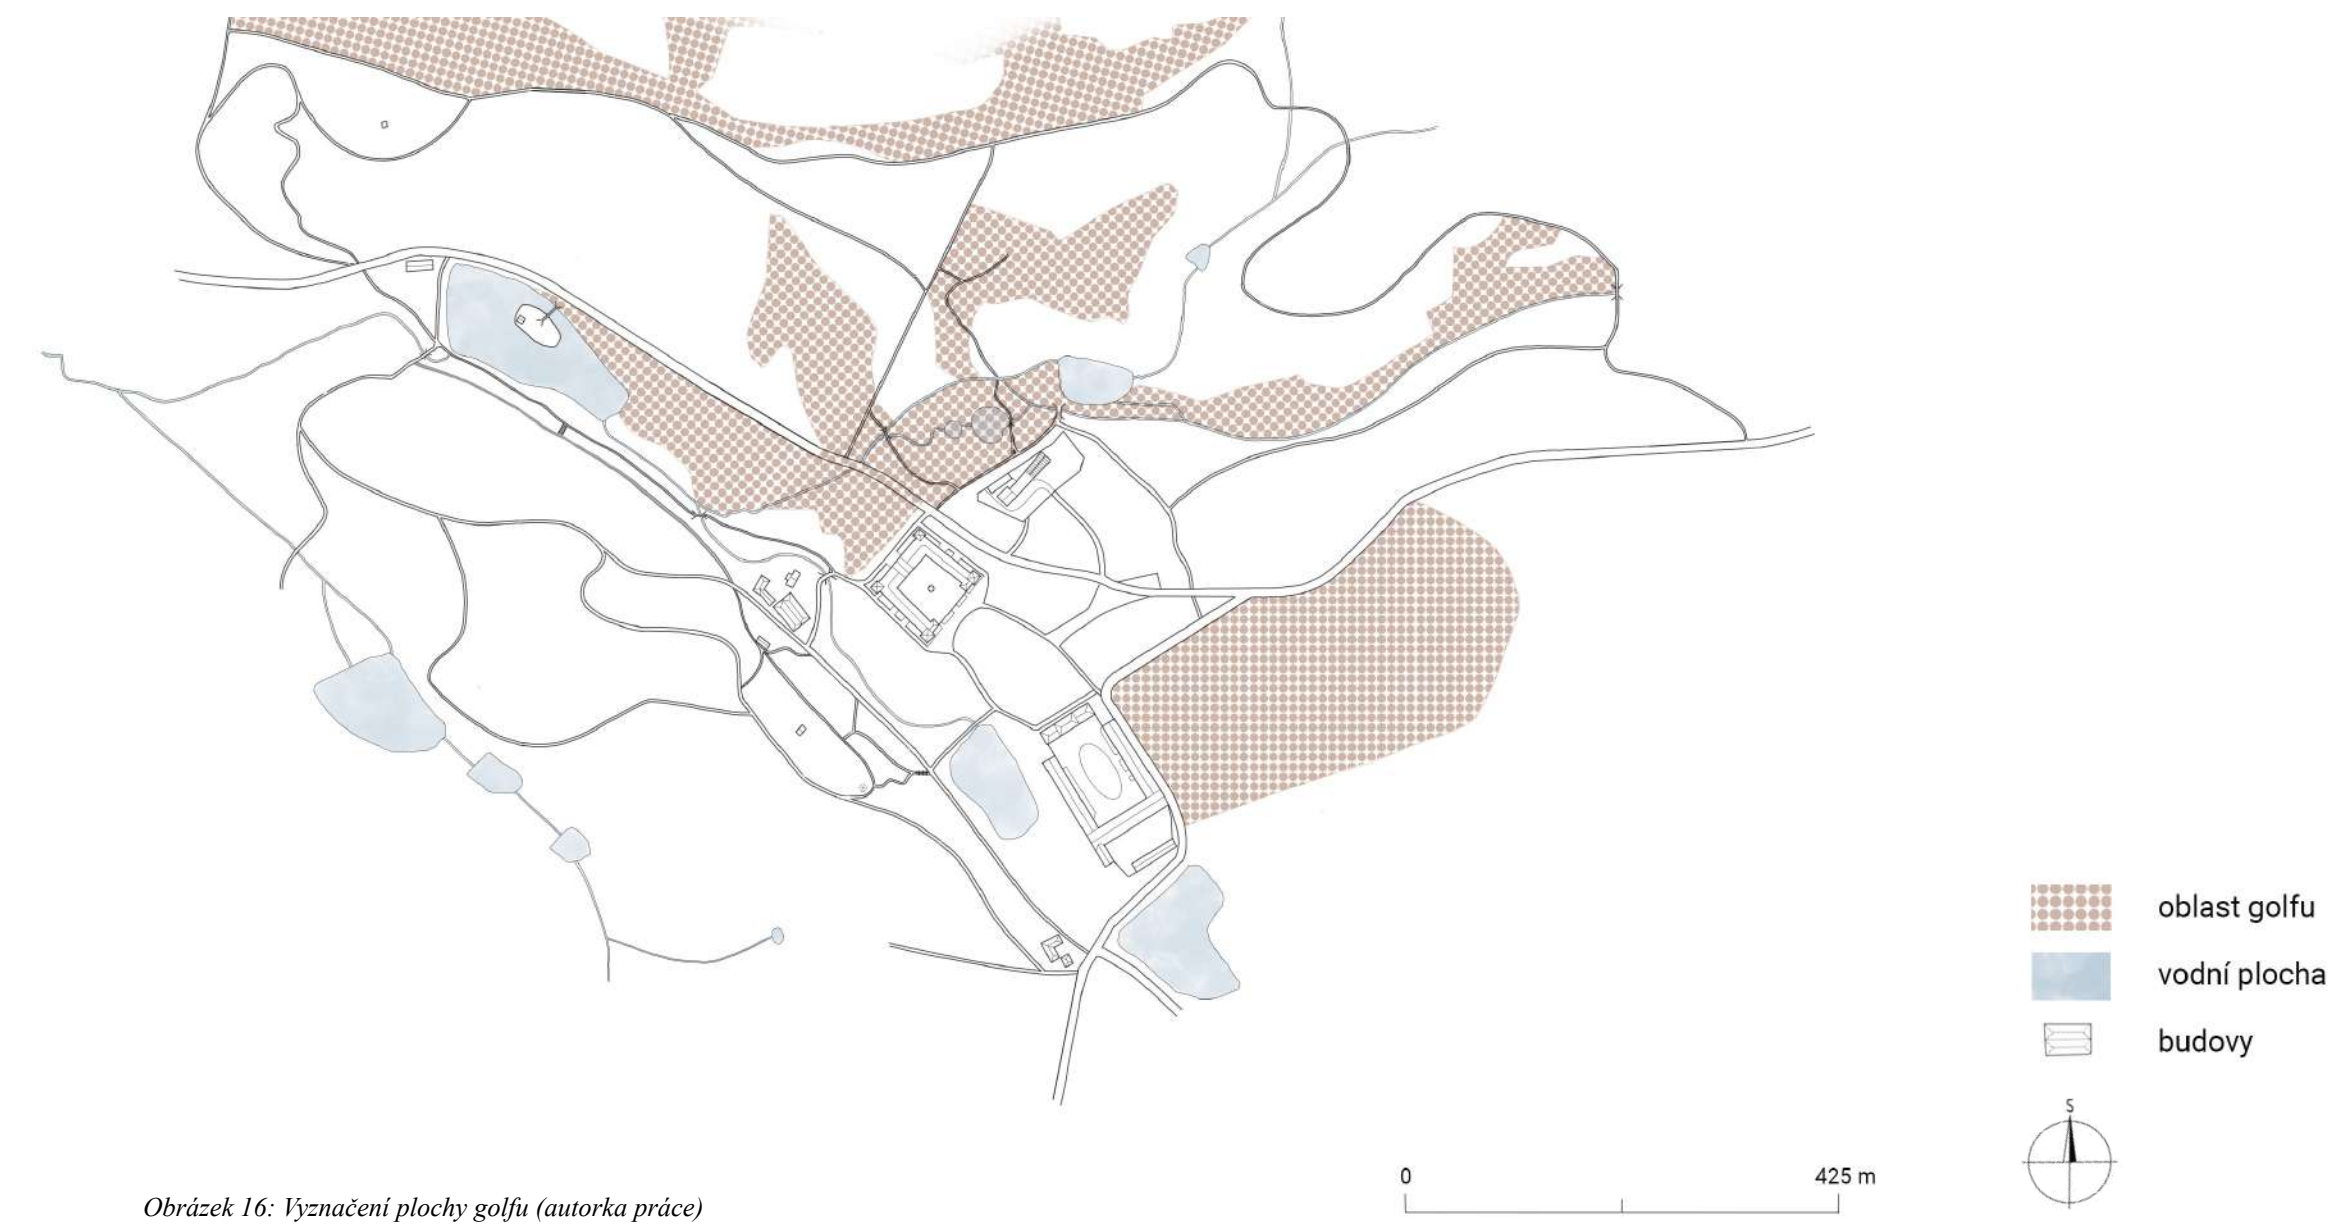 oblast golfu
vodní plocha
budovy
S
0 425 m
Obrázek 16: Vyznačení plochy golfu (autorka práce)